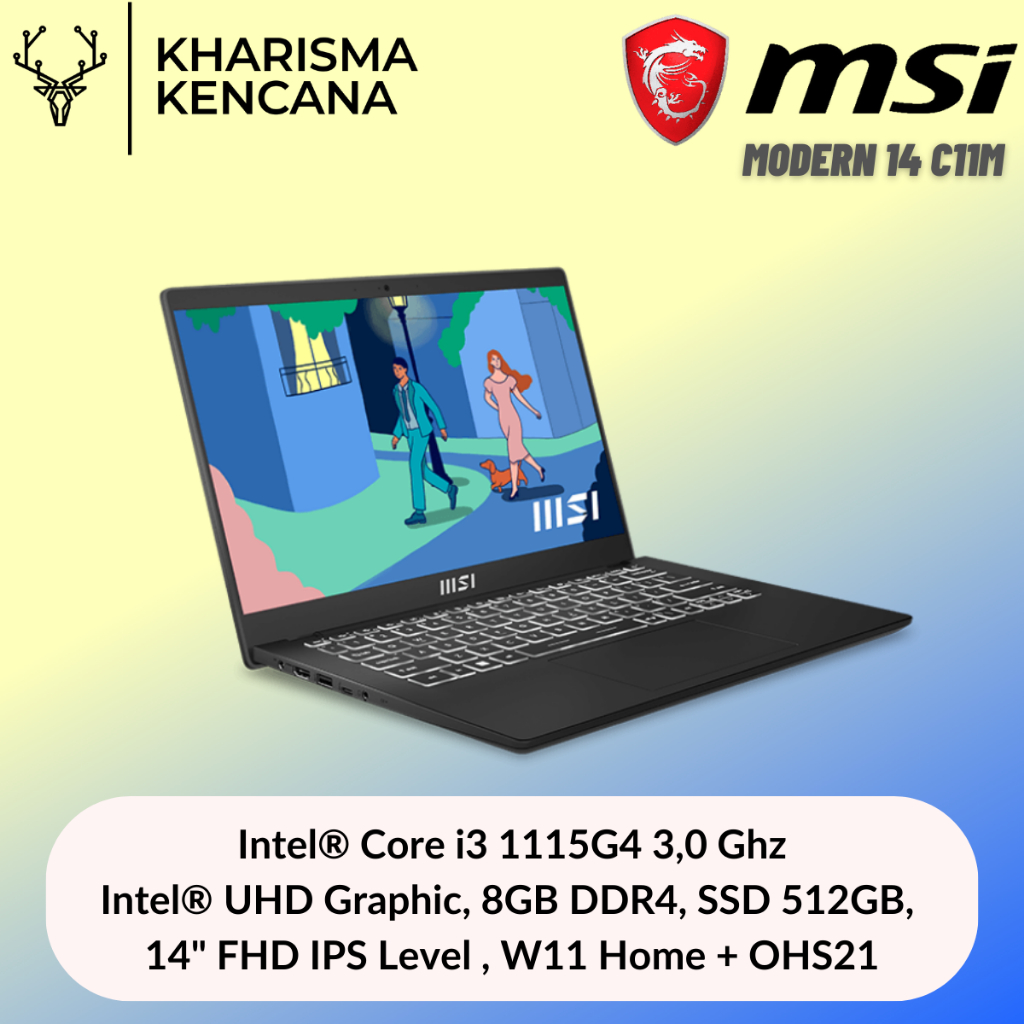 KHARISMA
KENCANA
msi
MODERN 14 C11M
msi
msi
Intel® Core i3 1115G4 3,0 Ghz
Intel® UHD Graphic, 8GB DDR4, SSD 512GB,
14" FHD IPS Level , W11 Home + OHS21